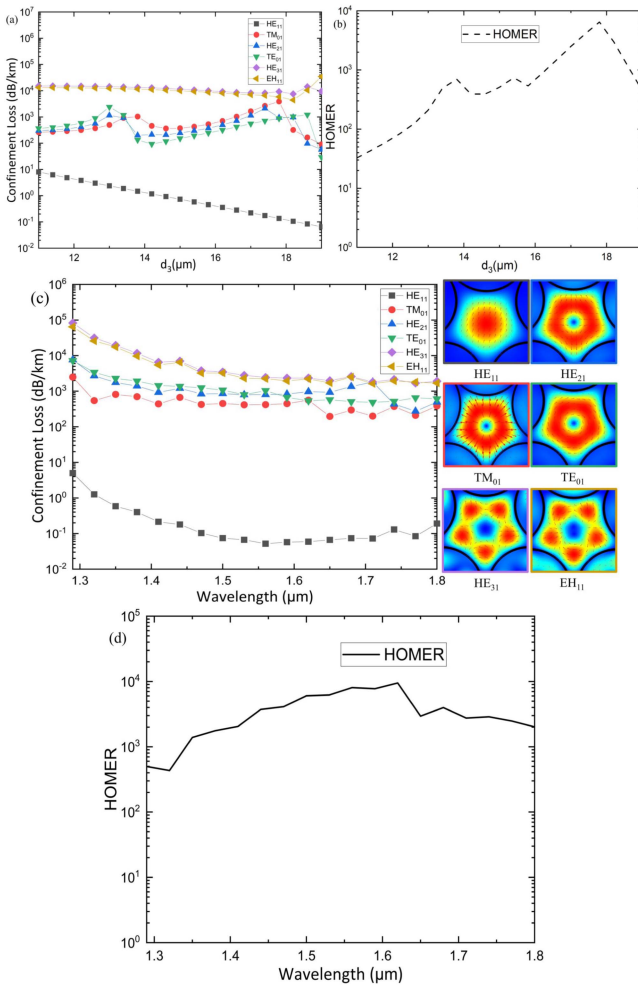 (a)
Confinement Loss (dB/km)
10⁷
10⁶
10⁵
10⁴
10³
10²
10¹
10⁰
10⁻¹
10⁻²
HE₁₁
TM₀₁
HE₂₁
TE₀₁
HE₃₁
EH₁₁
12 14 16 18
d₃(μm)
(b)
HOMER
10⁴
10³
10²
10¹
10⁰
HOMER
12 14 16 18
d₃(μm)
(c)
Confinement Loss (dB/km)
10⁶
10⁵
10⁴
10³
10²
10¹
10⁰
10⁻¹
10⁻²
HE₁₁
TM₀₁
HE₂₁
TE₀₁
HE₃₁
EH₁₁
1.3 1.4 1.5 1.6 1.7 1.8
Wavelength (μm)
HE₁₁ HE₂₁
TM₀₁ TE₀₁
HE₃₁ EH₁₁
(d)
HOMER
10⁵
10⁴
10³
10²
10¹
10⁰
HOMER
1.3 1.4 1.5 1.6 1.7 1.8
Wavelength (μm)